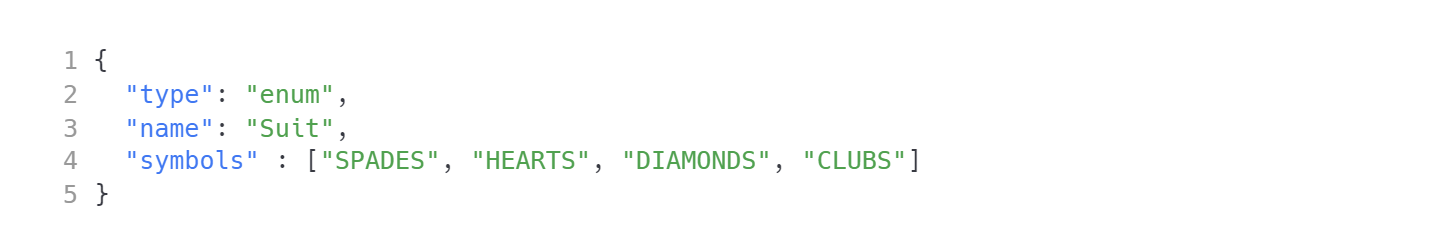 1 {
2   "type": "enum",
3   "name": "Suit",
4   "symbols" : ["SPADES", "HEARTS", "DIAMONDS", "CLUBS"]
5 }